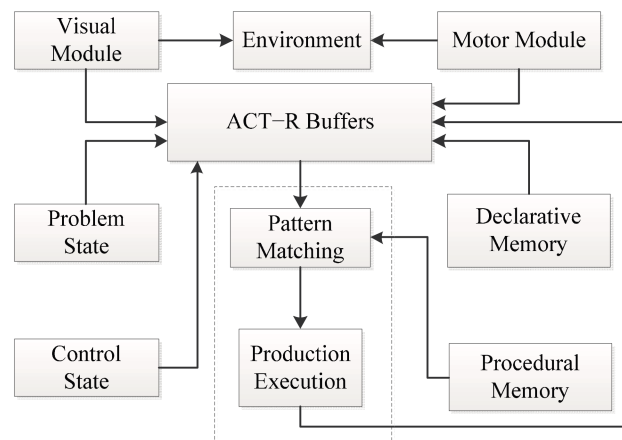 Visual
Module
Environment
Motor Module
ACT−R Buffers
Problem
State
Pattern
Matching
Declarative
Memory
Control
State
Production
Execution
Procedural
Memory